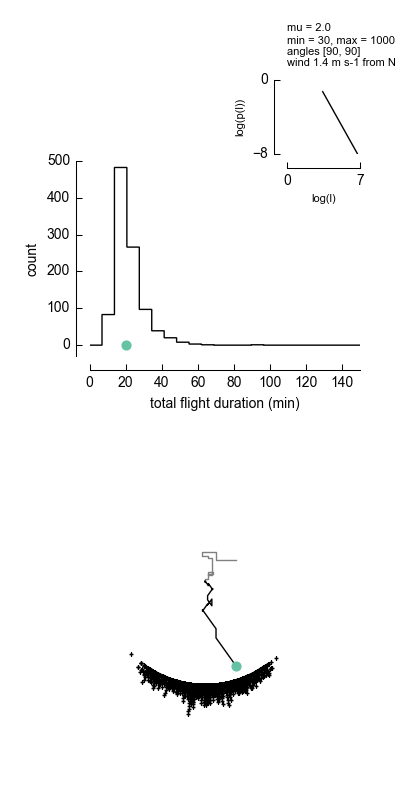 mu = 2.0
min = 30, max = 1000
angles [90, 90]
wind 1.4 m s-1 from N
0
log(p(l))
−8
0 7
log(l)
500
400
300
200
100
0
count
0 20 40 60 80 100 120 140
total flight duration (min)